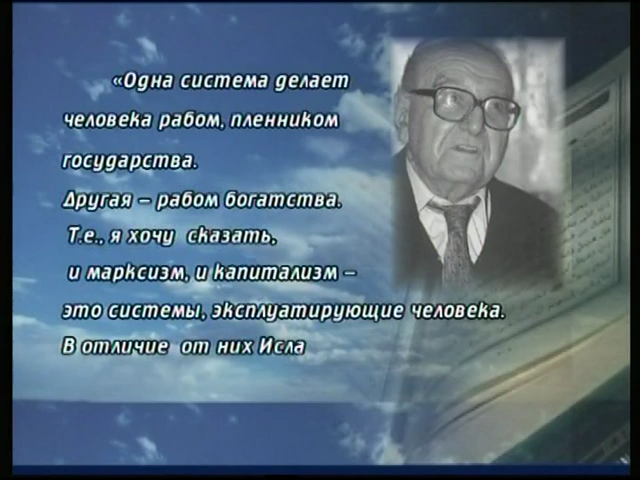 «Одна система делает
человека рабом, пленником
государства.
Другая – рабом богатства.
Т.е., я хочу сказать,
и марксизм, и капитализм –
это системы, эксплуатирующие человека.
В отличие от них Исла